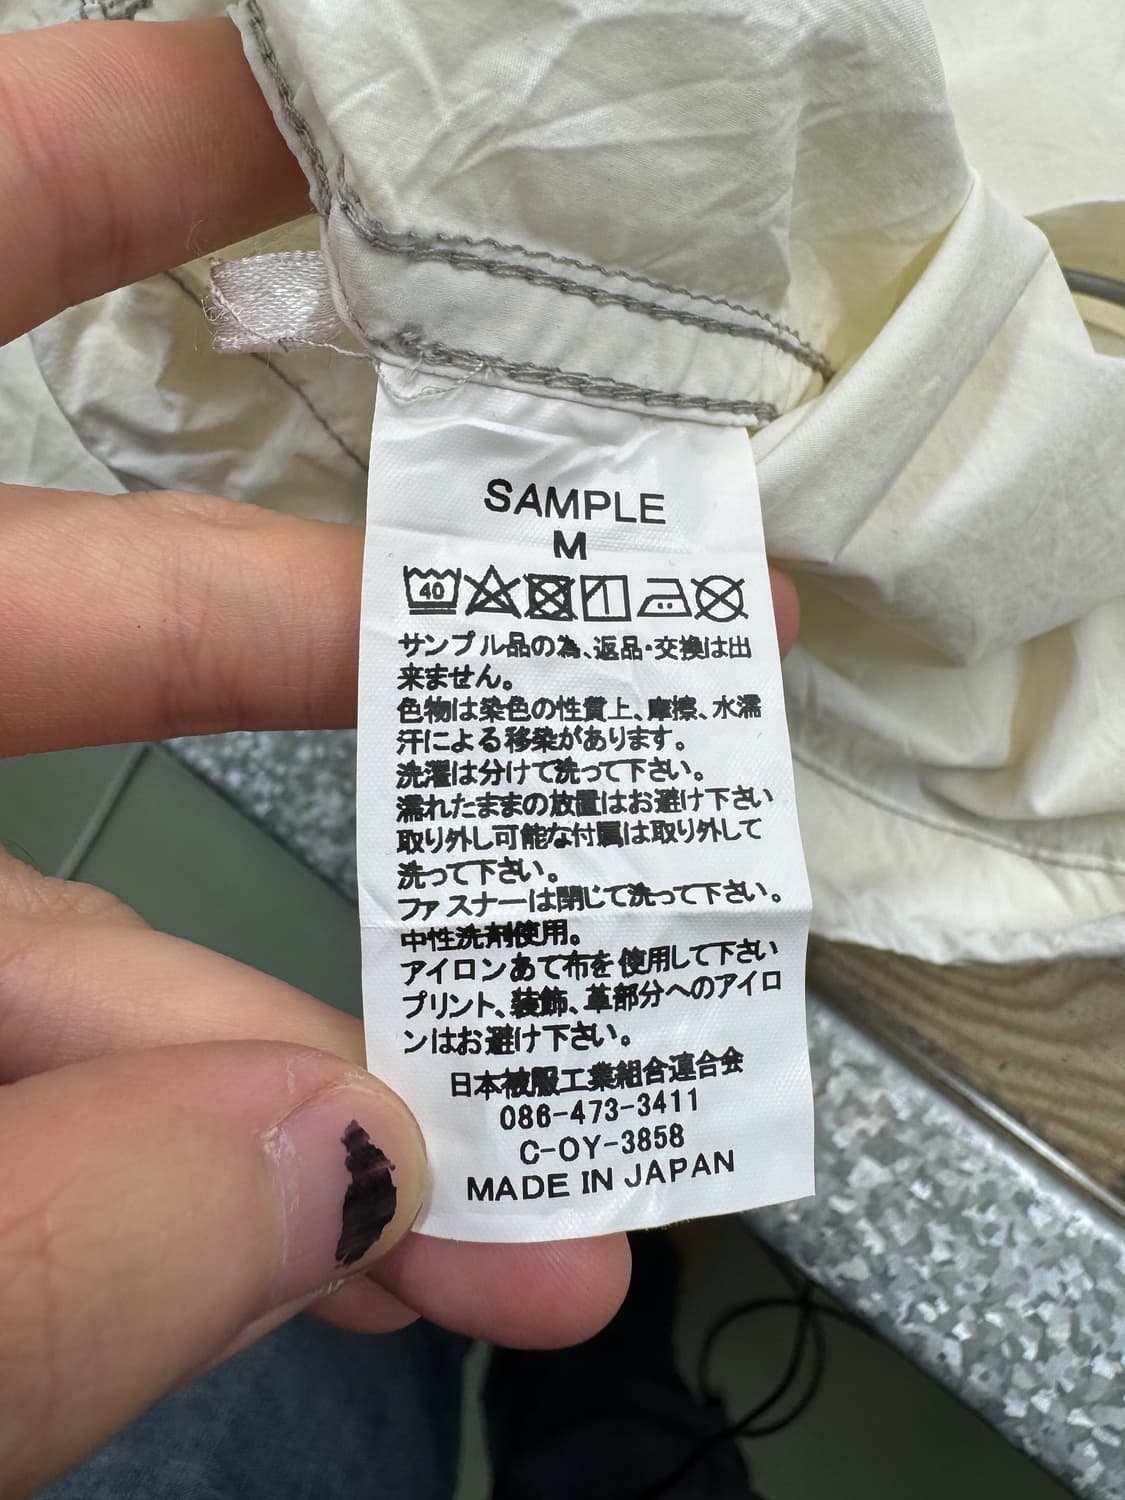 SAMPLE
M
40
サンプル品の為、返品・交換は出
来ません。
色物は染色の性質上、摩擦、水濡
汗による移染があります。
洗濯は分けて洗って下さい。
濡れたままの放置はお避け下さい
取り外し可能な付属は取り外して
洗って下さい。
ファスナーは閉じて洗って下さい。
中性洗剤使用。
アイロンあて布を使用して下さい
プリント、装飾、革部分へのアイロ
ンはお避け下さい。
日本被服工業組合連合会
086-473-3411
C-OY-3858
MADE IN JAPAN